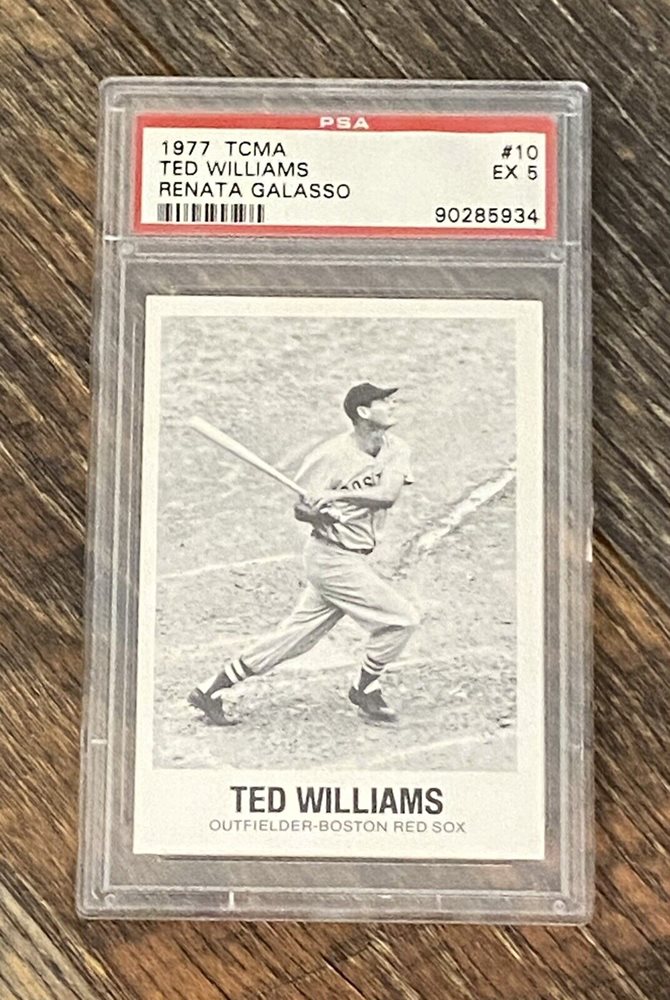 PSA
1977 TCMA #10
TED WILLIAMS EX 5
RENATA GALASSO
90285934
TED WILLIAMS
OUTFIELDER-BOSTON RED SOX